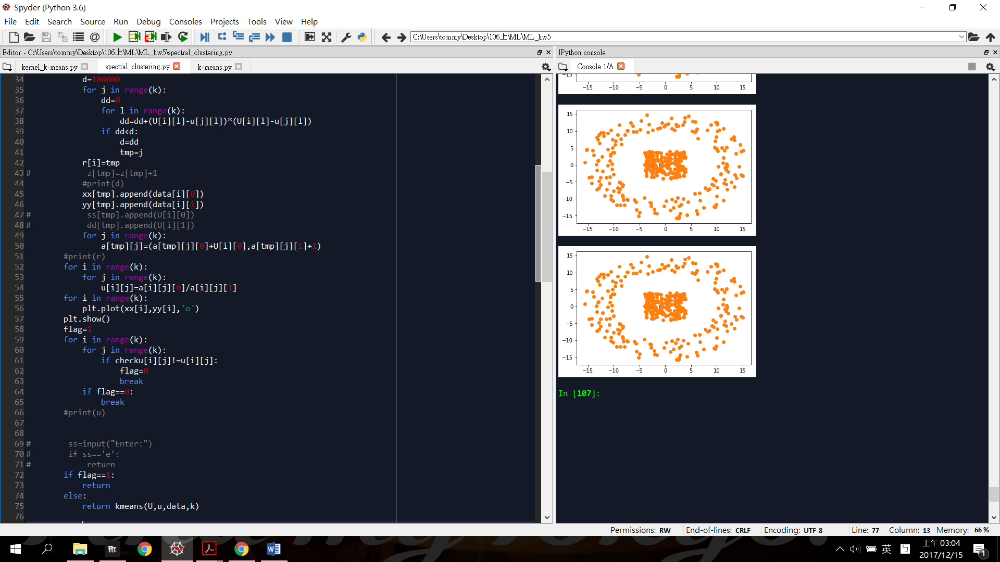 Spyder (Python 3.6)
File Edit Search Source Run Debug Consoles Projects Tools View Help
C:\Users\tommy\Desktop\106上\ML\ML_hw5
Editor - C:\Users\tommy\Desktop\106上\ML\ML_hw5\spectral_clustering.py
kernel_k-means.py spectral_clustering.py k-means.py
34 d=100000
35 for j in range(k):
36 dd=0
37 for l in range(k):
38 dd=dd+(U[i][l]-u[j][l])*(U[i][l]-u[j][l])
39 if dd<d:
40 d=dd
41 tmp=j
42 r[i]=tmp
43 # z[tmp]=z[tmp]+1
44 #print(d)
45 xx[tmp].append(data[i][0])
46 yy[tmp].append(data[i][1])
47 # ss[tmp].append(U[i][0])
48 # dd[tmp].append(U[i][1])
49 for j in range(k):
50 a[tmp][j]=(a[tmp][j][0]+U[i][0],a[tmp][j][1]+1)
51 #print(r)
52 for i in range(k):
53 for j in range(k):
54 u[i][j]=a[i][j][0]/a[i][j][1]
55 for i in range(k):
56 plt.plot(xx[i],yy[i],'o')
57 plt.show()
58 flag=1
59 for i in range(k):
60 for j in range(k):
61 if checku[i][j]!=u[i][j]:
62 flag=0
63 break
64 if flag==0:
65 break
66 #print(u)
67
68
69 # ss=input("Enter:")
70 # if ss=='e':
71 # return
72 if flag==1:
73 return
74 else:
75 return kmeans(U,u,data,k)
76
IPython console
Console 1/A
−15
−15 −10 −5 0 5 10 15
15
10
5
0
−5
−10
−15
−15 −10 −5 0 5 10 15
15
10
5
0
−5
−10
−15
−15 −10 −5 0 5 10 15
In [107]:
Permissions: RW End-of-lines: CRLF Encoding: UTF-8 Line: 77 Column: 13 Memory: 66 %
英
上午 03:04
2017/12/15
1